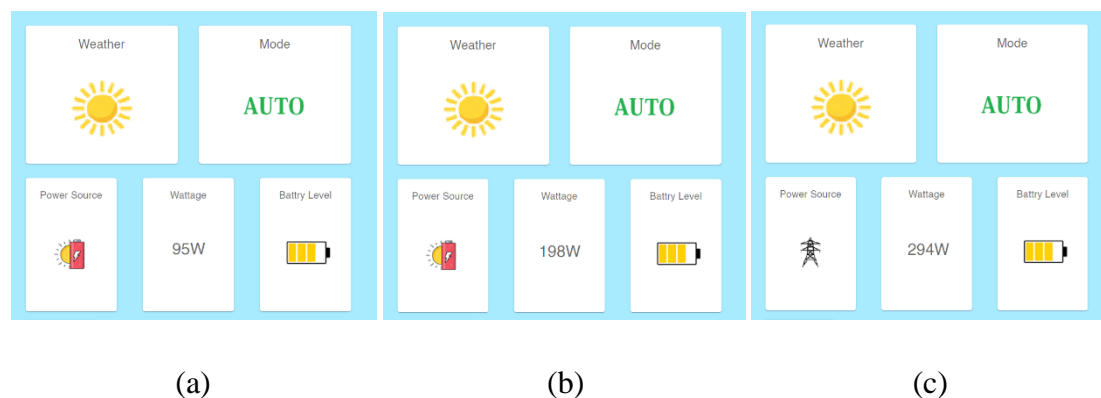 Weather Mode
AUTO
Power Source Wattage Battry Level
95W
Weather Mode
AUTO
Power Source Wattage Battry Level
198W
Weather Mode
AUTO
Power Source Wattage Battry Level
294W
(a) (b) (c)